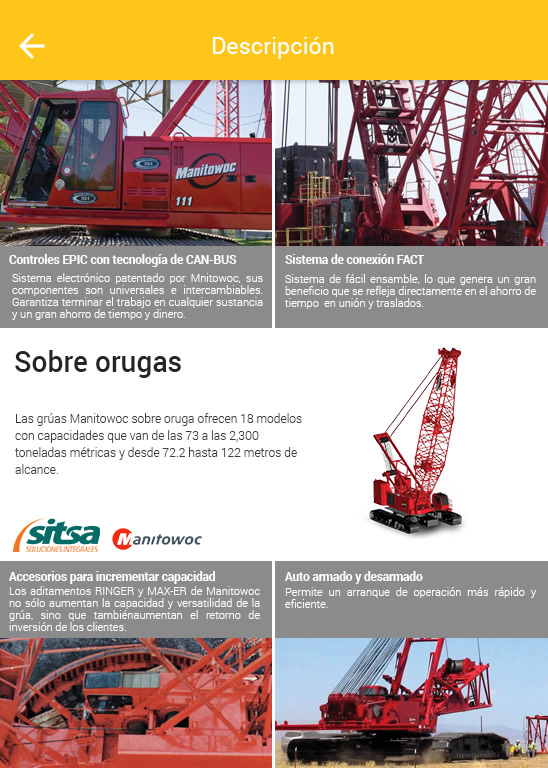 Descripción
Manitowoc
111
Controles EPIC con tecnología de CAN-BUS
Sistema electrónico patentado por Mnitowoc, sus
componentes son universales e intercambiables.
Garantiza terminar el trabajo en cualquier sustancia
y un gran ahorro de tiempo y dinero.
Sistema de conexión FACT
Sistema de fácil ensamble, lo que genera un gran
beneficio que se refleja directamente en el ahorro de
tiempo en unión y traslados.
Sobre orugas
Las grúas Manitowoc sobre oruga ofrecen 18 modelos
con capacidades que van de las 73 a las 2,300
toneladas métricas y desde 72.2 hasta 122 metros de
alcance.
sitsa
SOLUCIONES INTEGRALES
Manitowoc
Accesorios para incrementar capacidad
Los aditamentos RINGER y MAX-ER de Manitowoc
no sólo aumentan la capacidad y versatilidad de la
grúa, sino que tambiénaumentan el retorno de
inversión de los clientes.
Auto armado y desarmado
Permite un arranque de operación más rápido y
eficiente.